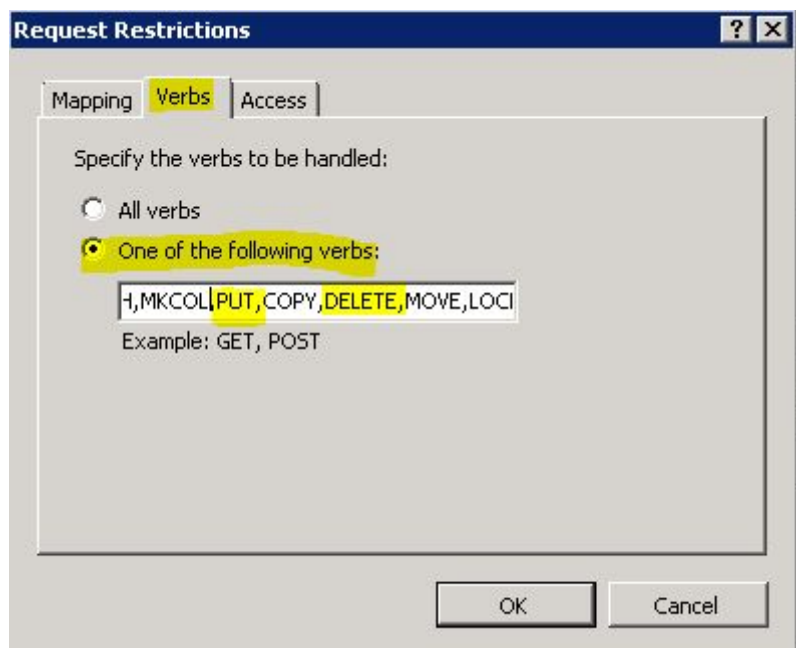 Request Restrictions
? X
Mapping Verbs Access
Specify the verbs to be handled:
All verbs
One of the following verbs:
H,MKCOL,PUT,COPY,DELETE,MOVE,LOCI
Example: GET, POST
OK Cancel